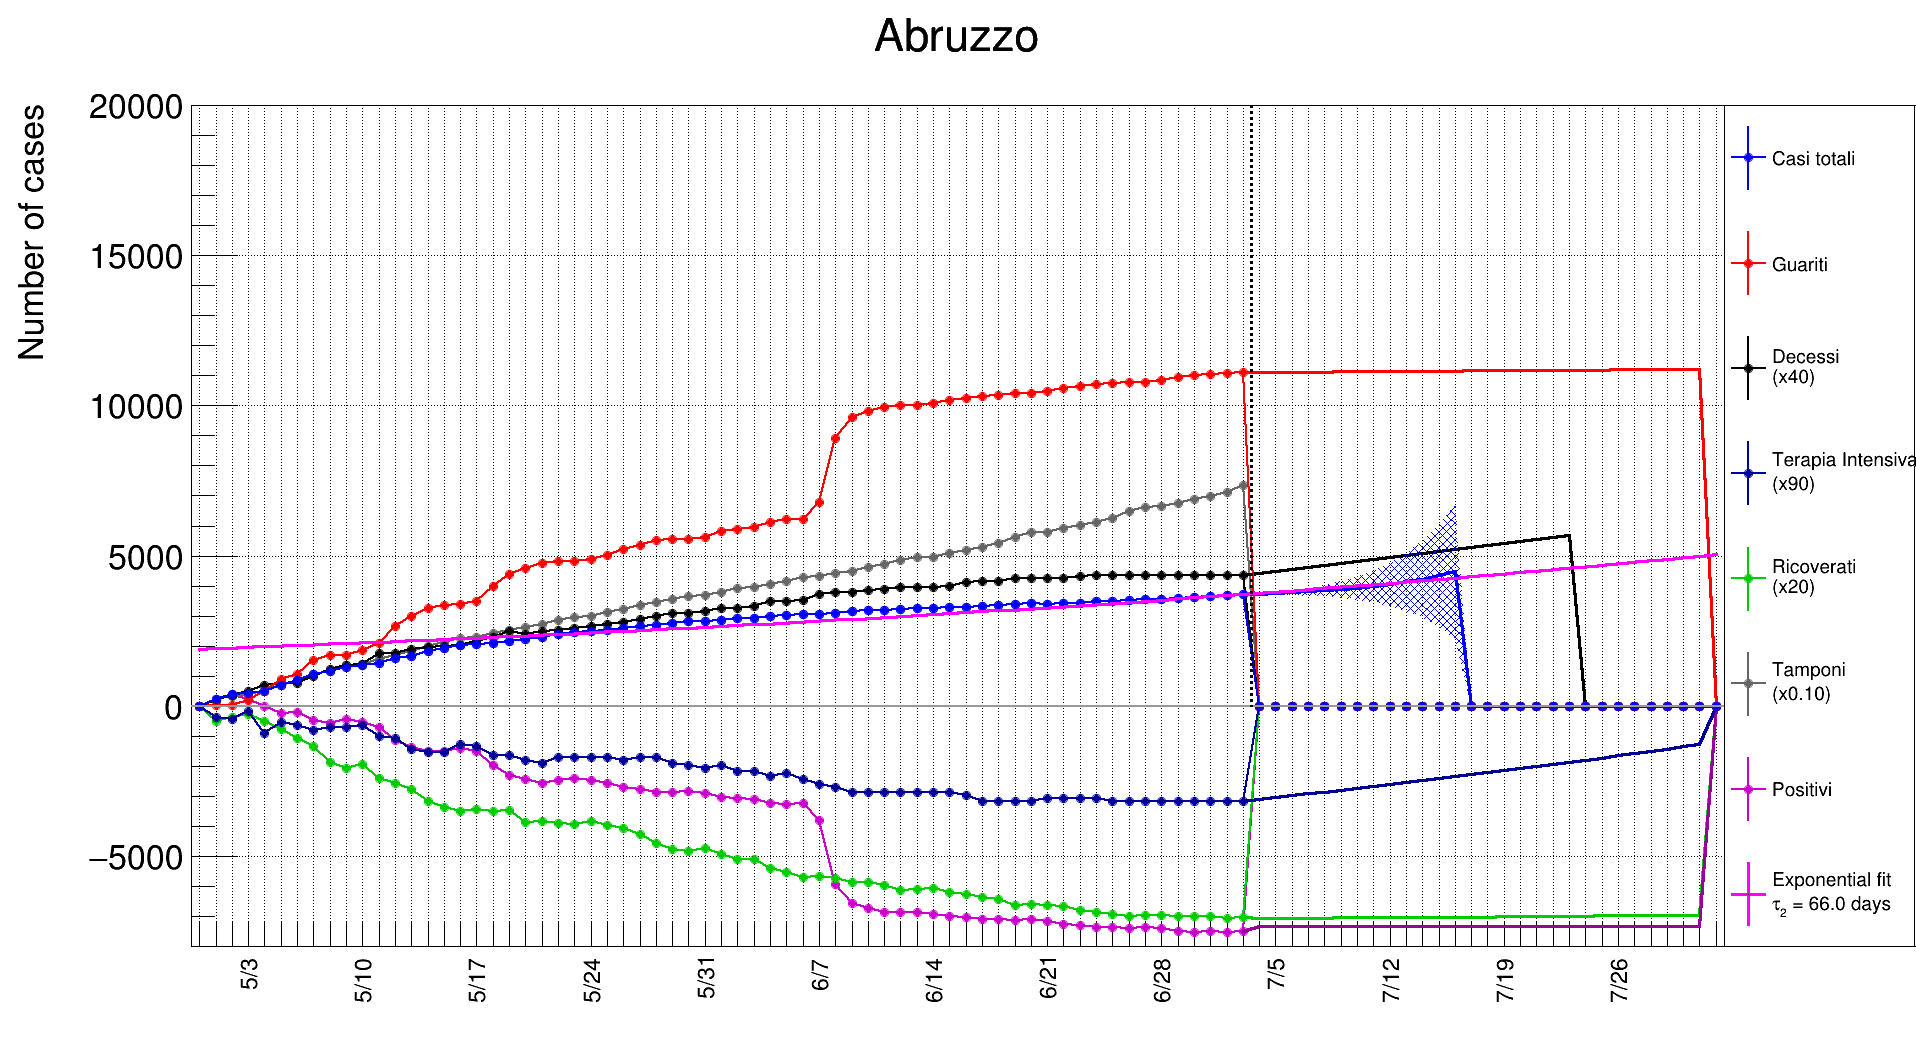 Abruzzo
Number of cases
20000
15000
10000
5000
0
−5000
5/3
5/10
5/17
5/24
5/31
6/7
6/14
6/21
6/28
7/5
7/12
7/19
7/26
Casi totali
Guariti
Decessi
(x40)
Terapia Intensiva
(x90)
Ricoverati
(x20)
Tamponi
(x0.10)
Positivi
Exponential fit
τ2 = 66.0 days